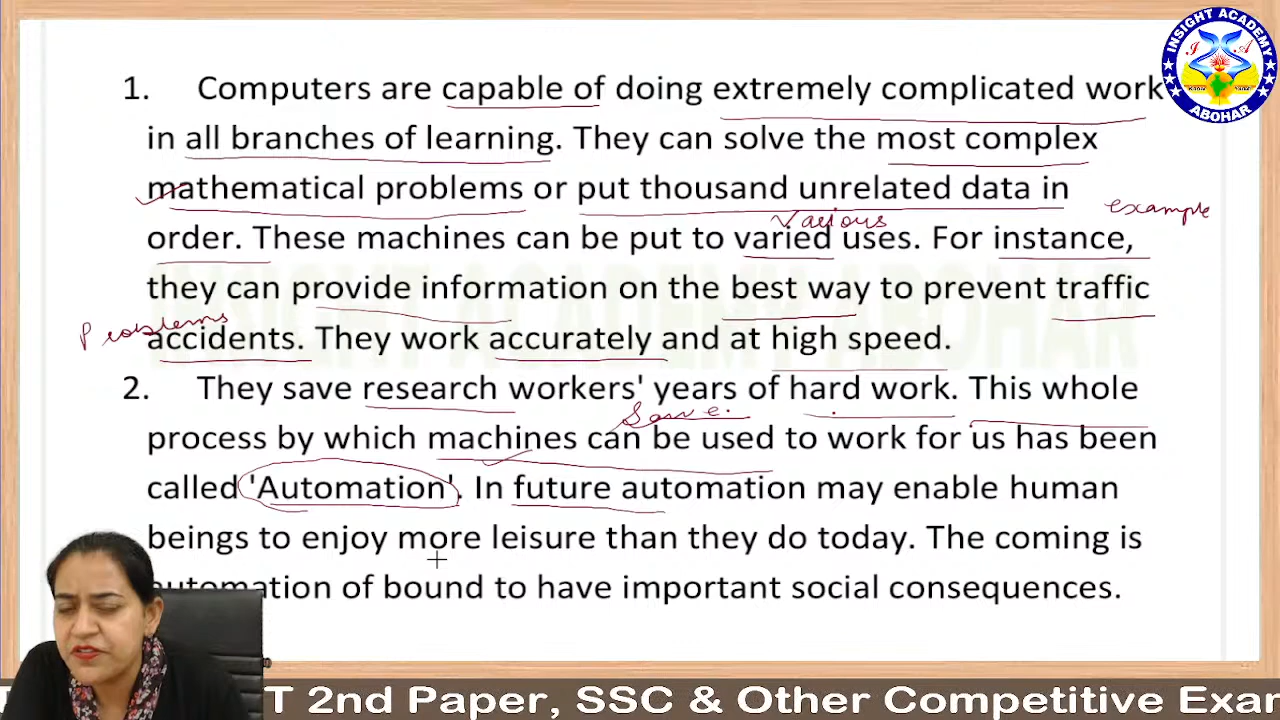 INSIGHT ACADEMY
I A
ABOHAR
1. Computers are capable of doing extremely complicated work
in all branches of learning. They can solve the most complex
mathematical problems or put thousand unrelated data in
example
Various
order. These machines can be put to varied uses. For instance,
they can provide information on the best way to prevent traffic
Problems
accidents. They work accurately and at high speed.
2. They save research workers' years of hard work. This whole
Save.
process by which machines can be used to work for us has been
called 'Automation'. In future automation may enable human
beings to enjoy more leisure than they do today. The coming is
automation of bound to have important social consequences.
T 2nd Paper, SSC & Other Competitive Exa